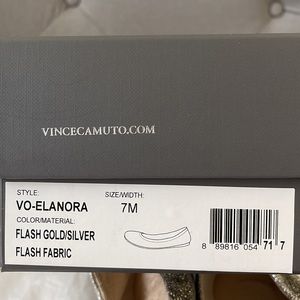 VINCECAMUTO.COM
STYLE: SIZE/WIDTH:
VO-ELANORA 7M
COLOR/MATERIAL:
FLASH GOLD/SILVER
FLASH FABRIC
8 89816 05471 7